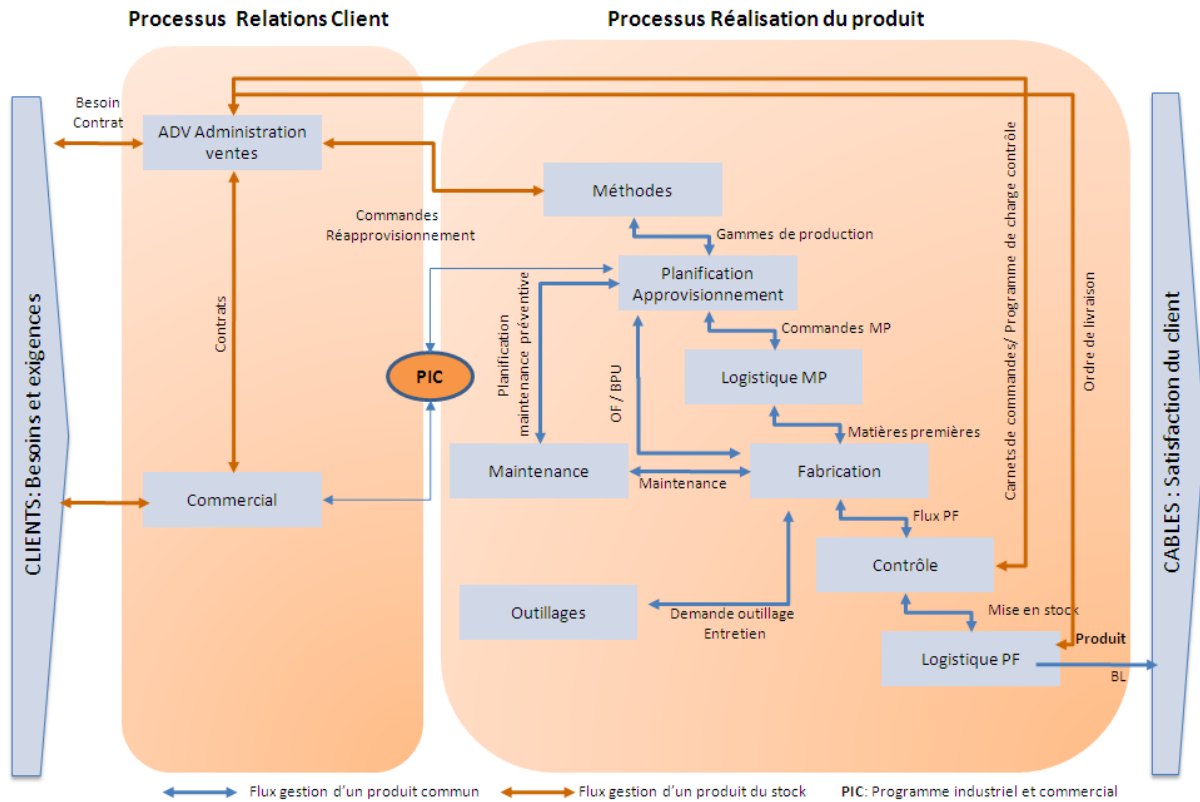 Processus Relations Client
Processus Réalisation du produit
CLIENTS: Besoins et exigences
Besoin
Contrat
ADV Administration
ventes
Contrats
Commercial
Commandes
Réapprovisionnement
PIC
Méthodes
Gammes de production
Planification
Approvisionnement
Planification
maintenance préventive
OF / BPU
Commandes MP
Logistique MP
Matières premières
Maintenance
Maintenance
Fabrication
Flux PF
Contrôle
Outillages
Demande outillage
Entretien
Mise en stock
Logistique PF
Carnets de commandes/ Programme de charge contrôle
Ordre de livraison
Produit
BL
CABLES : Satisfaction du client
Flux gestion d'un produit commun
Flux gestion d'un produit du stock
PIC: Programme industriel et commercial